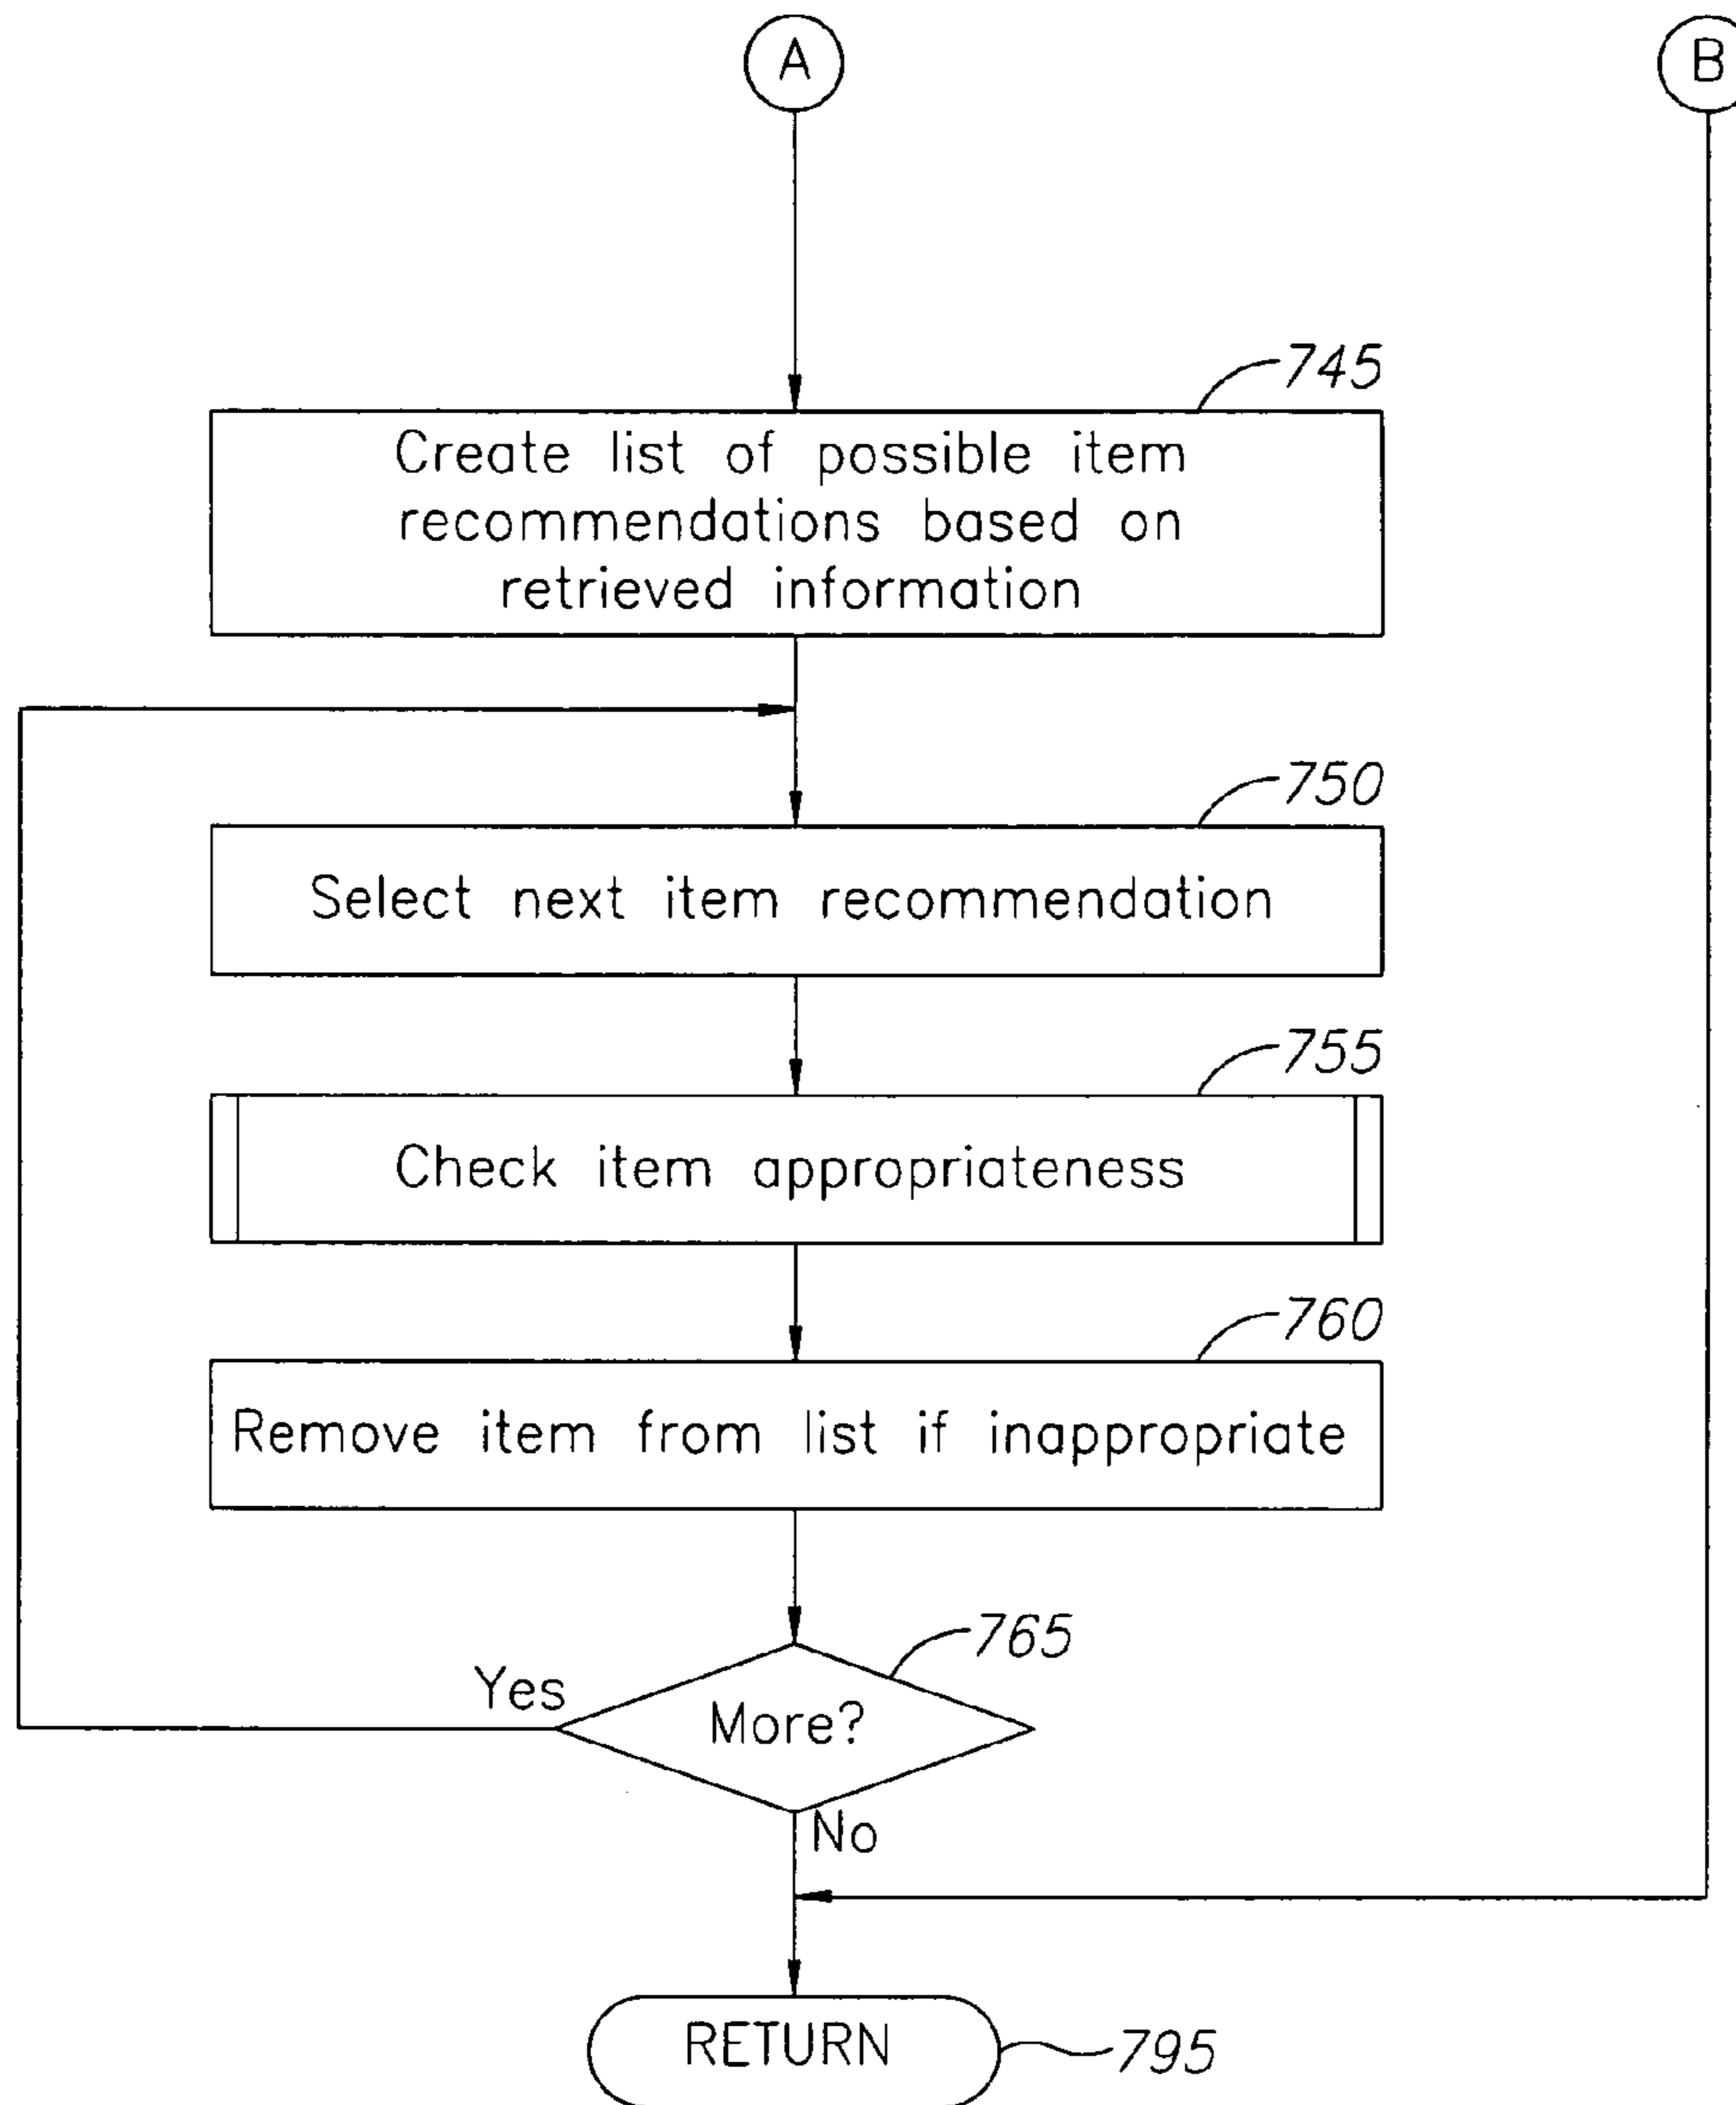 A
B
745
Create list of possible item
recommendations based on
retrieved information
750
Select next item recommendation
755
Check item appropriateness
760
Remove item from list if inappropriate
765
Yes
More?
No
RETURN
795